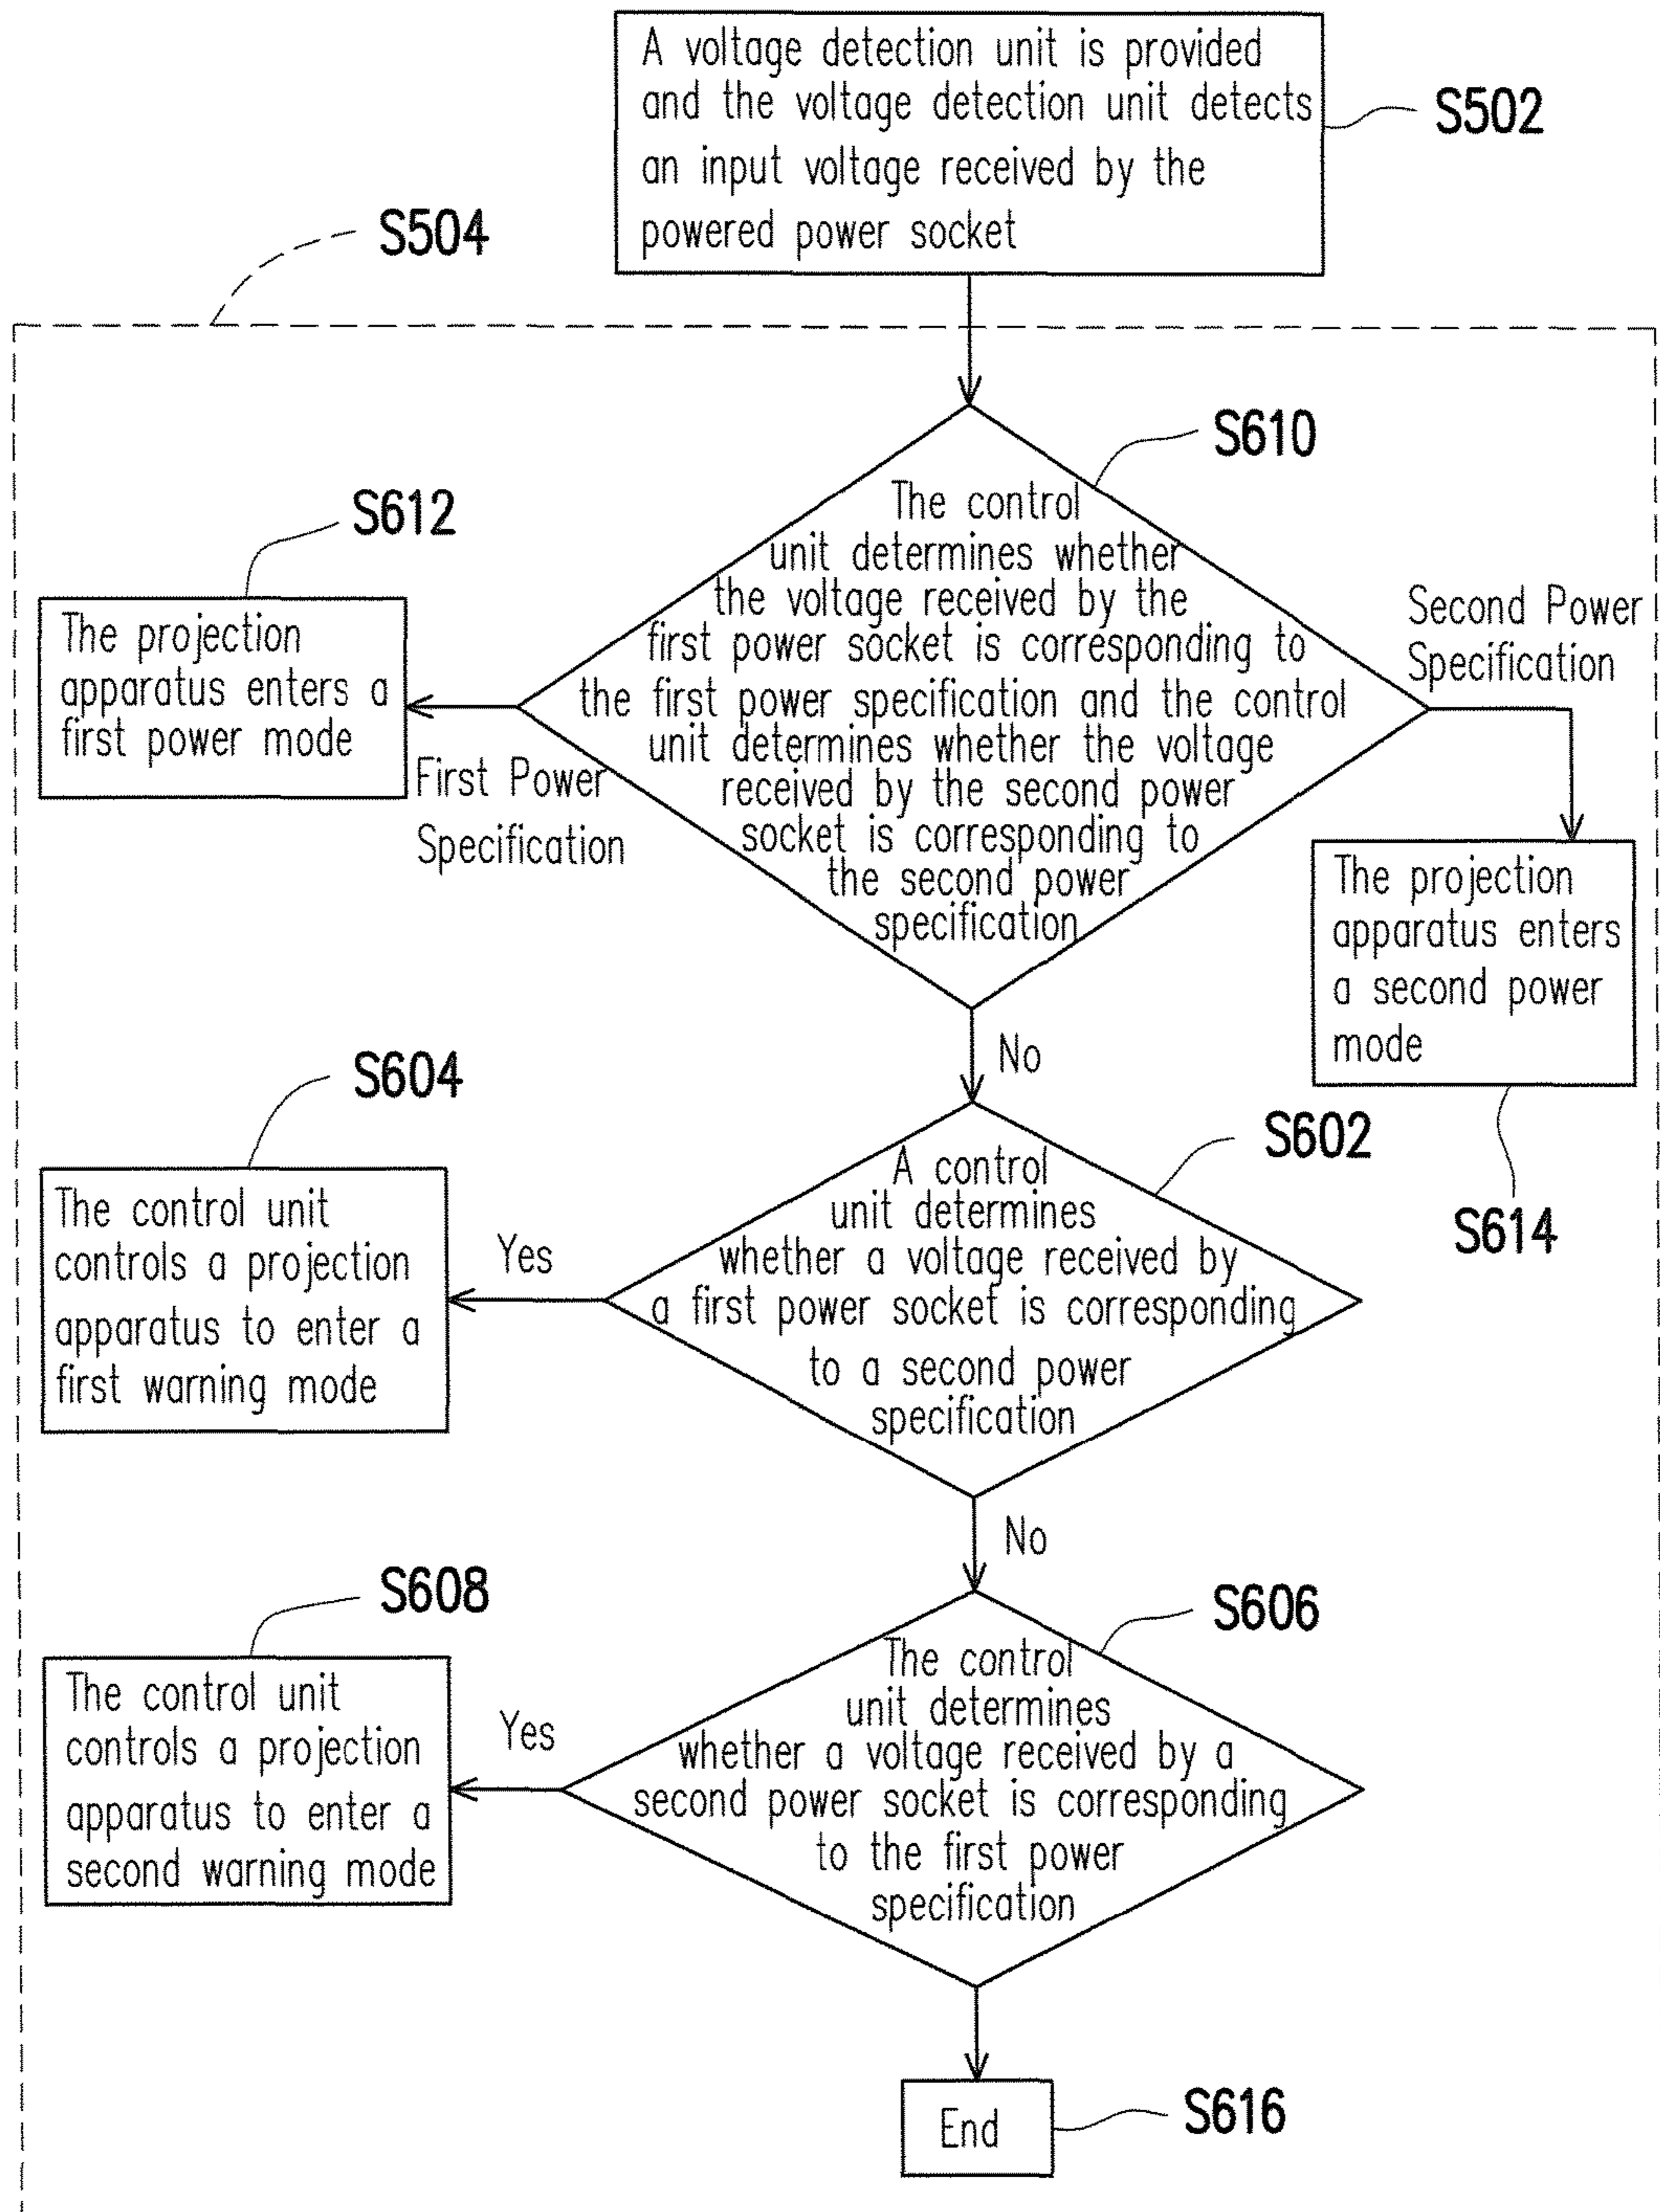 A voltage detection unit is provided
and the voltage detection unit detects
an input voltage received by the
powered power socket
S502
S504
S610
The control
unit determines whether
the voltage received by the
first power socket is corresponding to
the first power specification and the control
unit determines whether the voltage
received by the second power
socket is corresponding to
the second power
specification
S612
The projection
apparatus enters a
first power mode
First Power
Specification
Second Power
Specification
The projection
apparatus enters
a second power
mode
S614
No
S602
A control
unit determines
whether a voltage received by
a first power socket is corresponding
to a second power
specification
S604
The control unit
controls a projection
apparatus to enter a
first warning mode
Yes
No
S606
The control
unit determines
whether a voltage received by a
second power socket is corresponding
to the first power
specification
S608
The control unit
controls a projection
apparatus to enter a
second warning mode
Yes
End
S616